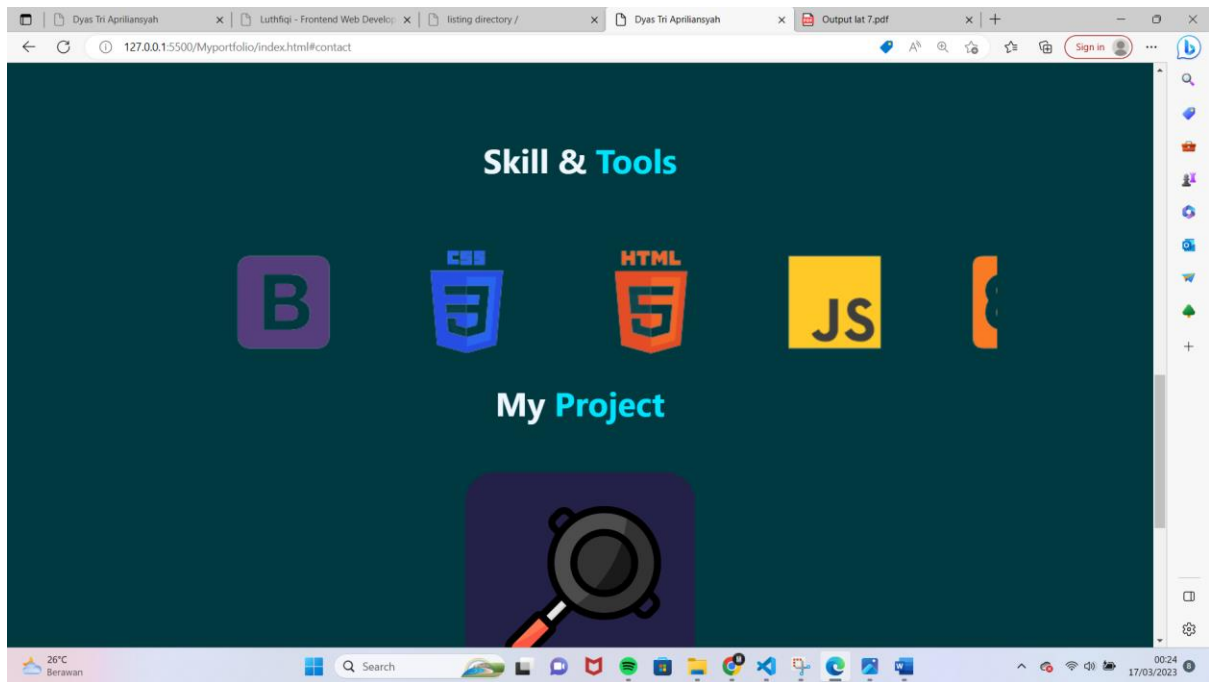 Dyas Tri Apriliansyah
Luthfiqi - Frontend Web Develop
listing directory /
Dyas Tri Apriliansyah
Output lat 7.pdf
127.0.0.1:5500/Myportfolio/index.html#contact
Sign in
Skill & Tools
B
CSS
3
HTML
5
JS
My Project
26°C
Berawan
Search
00:24
17/03/2023